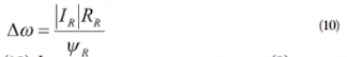 Δω = |I_R|R_R / ψ_R (10)